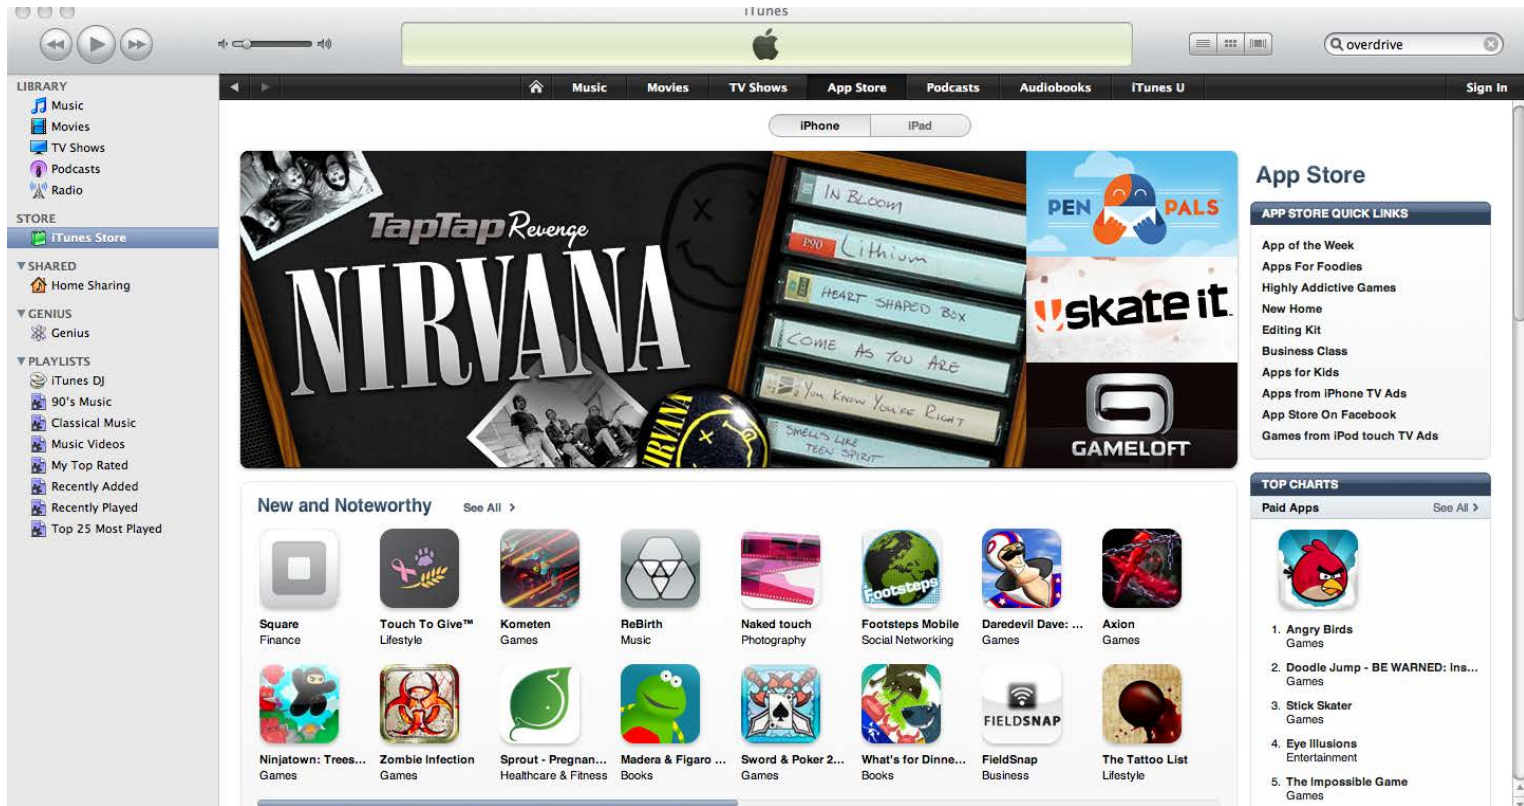 iTunes
overdrive
LIBRARY
Music
Movies
TV Shows
Podcasts
Radio
STORE
iTunes Store
SHARED
Home Sharing
GENIUS
Genius
PLAYLISTS
iTunes DJ
90's Music
Classical Music
Music Videos
My Top Rated
Recently Added
Recently Played
Top 25 Most Played
Music Movies TV Shows App Store Podcasts Audiobooks iTunes U Sign In
iPhone iPad
TapTap Revenge
NIRVANA
IN BLOOM
P90 Lithium
HEART SHAPED BOX
COME AS YOU ARE
YOU KNOW YOU'RE RIGHT
SMELLS LIKE
TEEN SPIRIT
NIRVANA
PEN PALS
skate it.
GAMELOFT
App Store
APP STORE QUICK LINKS
App of the Week
Apps For Foodies
Highly Addictive Games
New Home
Editing Kit
Business Class
Apps for Kids
Apps from iPhone TV Ads
App Store On Facebook
Games from iPod touch TV Ads
New and Noteworthy See All >
Footsteps
Square Touch To Give™ Kometen ReBirth Naked touch Footsteps Mobile Daredevil Dave: ... Axion
Finance Lifestyle Games Music Photography Social Networking Games Games
FIELDSNAP
Ninjatown: Trees... Zombie Infection Sprout - Pregnan... Madera & Figaro ... Sword & Poker 2... What's for Dinne... FieldSnap The Tattoo List
Games Games Healthcare & Fitness Books Games Books Business Lifestyle
TOP CHARTS
Paid Apps See All >
1. Angry Birds
Games
2. Doodle Jump - BE WARNED: Ins...
Games
3. Stick Skater
Games
4. Eye Illusions
Entertainment
5. The Impossible Game
Games